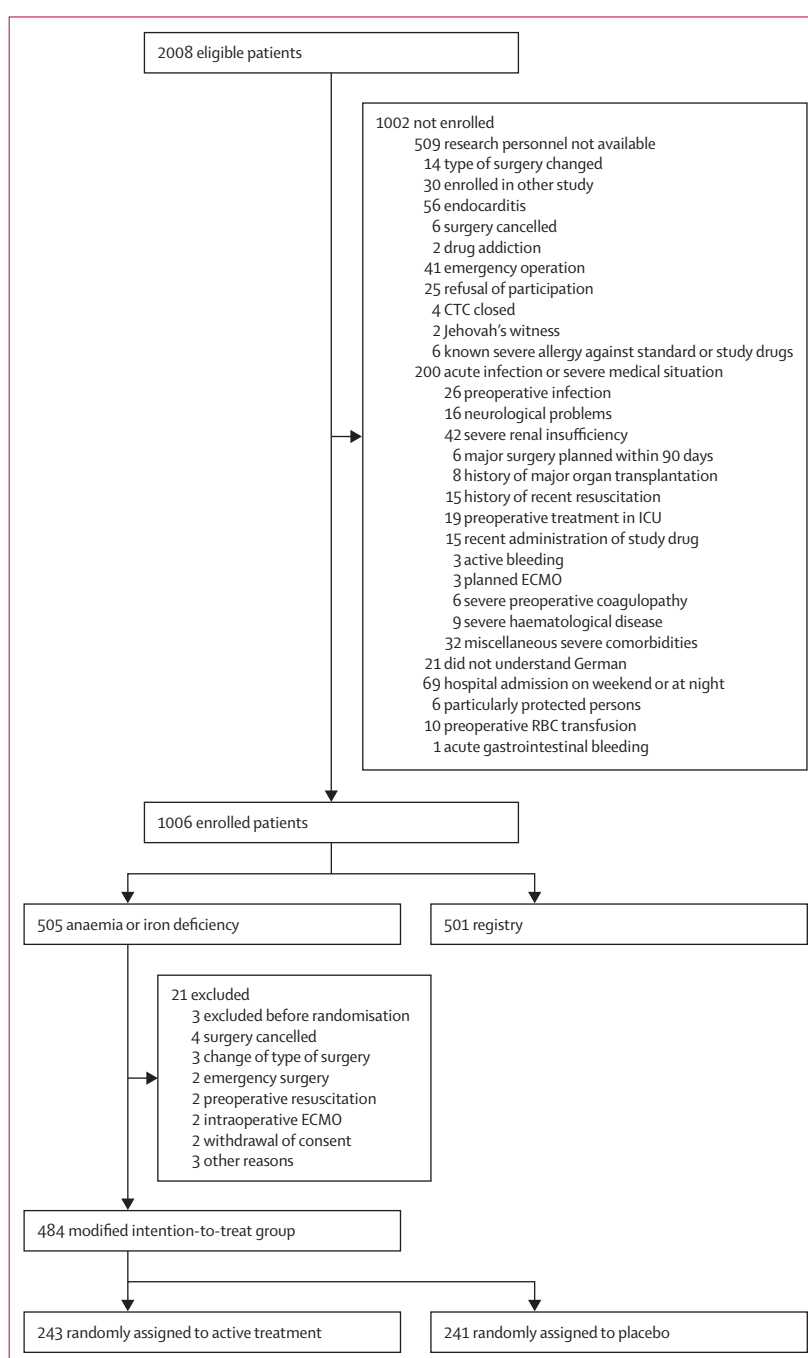 2008 eligible patients
1002 not enrolled
509 research personnel not available
14 type of surgery changed
30 enrolled in other study
56 endocarditis
6 surgery cancelled
2 drug addiction
41 emergency operation
25 refusal of participation
4 CTC closed
2 Jehovah's witness
6 known severe allergy against standard or study drugs
200 acute infection or severe medical situation
26 preoperative infection
16 neurological problems
42 severe renal insufficiency
6 major surgery planned within 90 days
8 history of major organ transplantation
15 history of recent resuscitation
19 preoperative treatment in ICU
15 recent administration of study drug
3 active bleeding
3 planned ECMO
6 severe preoperative coagulopathy
9 severe haematological disease
32 miscellaneous severe comorbidities
21 did not understand German
69 hospital admission on weekend or at night
6 particularly protected persons
10 preoperative RBC transfusion
1 acute gastrointestinal bleeding
1006 enrolled patients
505 anaemia or iron deficiency
501 registry
21 excluded
3 excluded before randomisation
4 surgery cancelled
3 change of type of surgery
2 emergency surgery
2 preoperative resuscitation
2 intraoperative ECMO
2 withdrawal of consent
3 other reasons
484 modified intention-to-treat group
243 randomly assigned to active treatment
241 randomly assigned to placebo